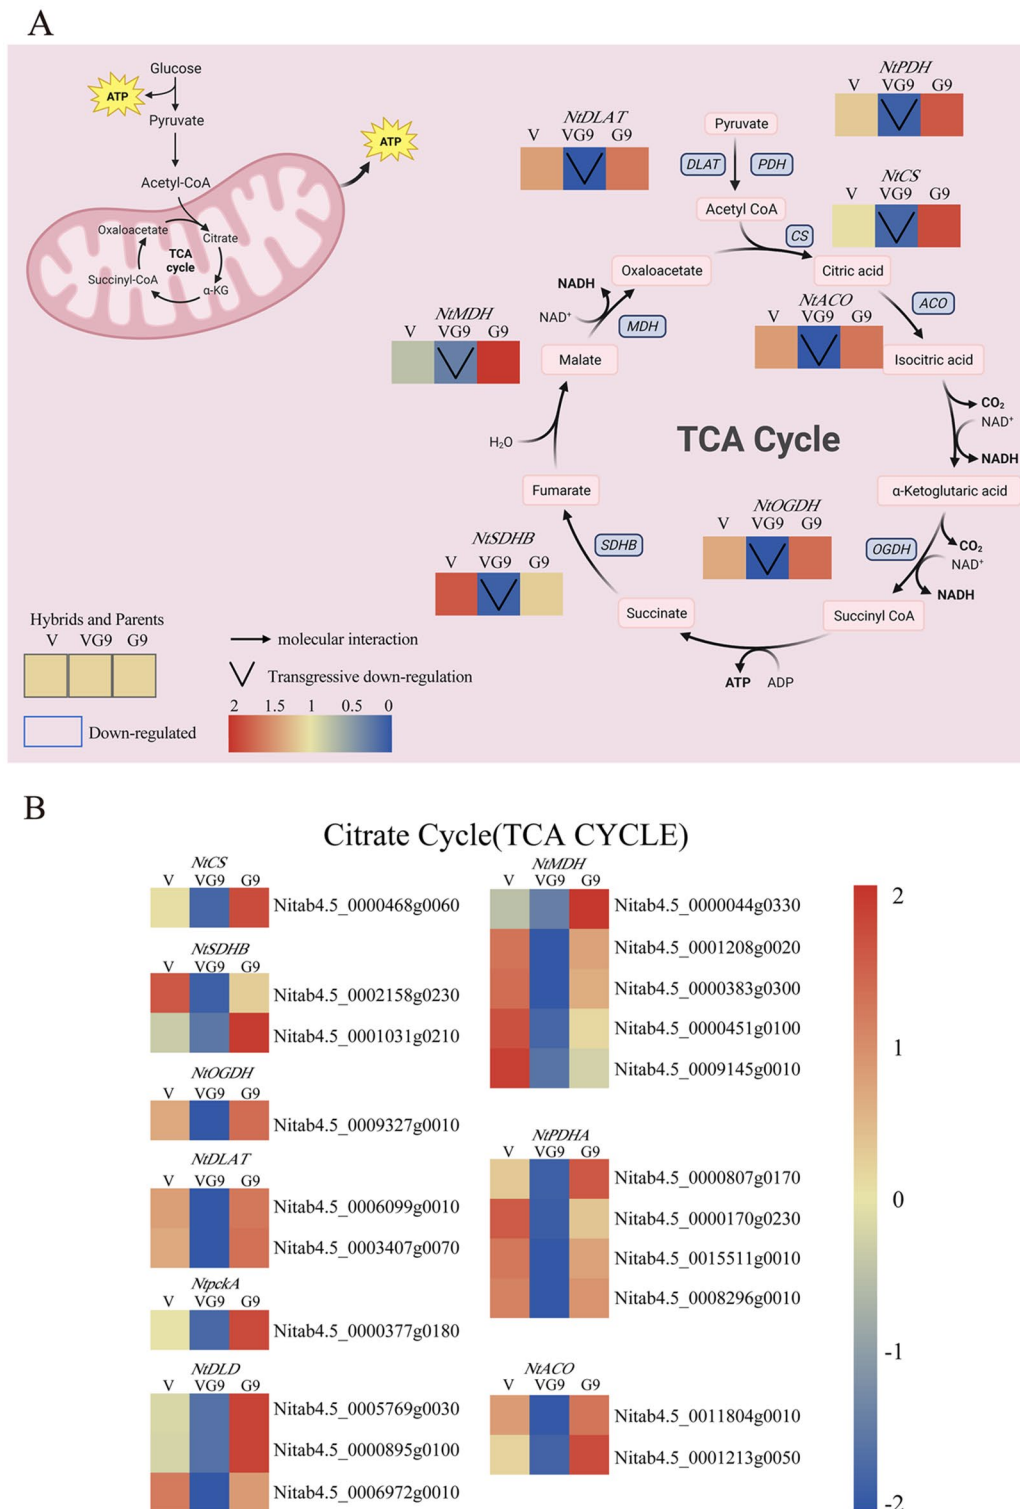 A
Glucose
ATP
Pyruvate
Acetyl-CoA
ATP
Oxaloacetate
Citrate
TCA
cycle
Succinyl-CoA
α-KG
NtPDH
V VG9 G9
NtDLAT
V VG9 G9
Pyruvate
DLAT
PDH
NtCS
V VG9 G9
Acetyl CoA
CS
Oxaloacetate
Citric acid
NADH
NAD⁺
MDH
NtACO
V VG9 G9
ACO
NtMDH
V VG9 G9
Malate
Isocitric acid
CO₂
NAD⁺
NADH
TCA Cycle
H₂O
Fumarate
α-Ketoglutaric acid
NtOGDH
V VG9 G9
NtSDHB
V VG9 G9
SDHB
OGDH
CO₂
NAD⁺
NADH
Succinate
Succinyl CoA
ATP
ADP
Hybrids and Parents
V VG9 G9
Down-regulated
molecular interaction
Transgressive down-regulation
2 1.5 1 0.5 0
B
Citrate Cycle(TCA CYCLE)
NtCS
V VG9 G9
Nitab4.5_0000468g0060
NtSDHB
V VG9 G9
Nitab4.5_0002158g0230
Nitab4.5_0001031g0210
NtOGDH
V VG9 G9
Nitab4.5_0009327g0010
NtDLAT
V VG9 G9
Nitab4.5_0006099g0010
Nitab4.5_0003407g0070
NtpckA
V VG9 G9
Nitab4.5_0000377g0180
NtDLD
V VG9 G9
Nitab4.5_0005769g0030
Nitab4.5_0000895g0100
Nitab4.5_0006972g0010
NtMDH
V VG9 G9
Nitab4.5_0000044g0330
Nitab4.5_0001208g0020
Nitab4.5_0000383g0300
Nitab4.5_0000451g0100
Nitab4.5_0009145g0010
NtPDHA
V VG9 G9
Nitab4.5_0000807g0170
Nitab4.5_0000170g0230
Nitab4.5_0015511g0010
Nitab4.5_0008296g0010
NtACO
V VG9 G9
Nitab4.5_0011804g0010
Nitab4.5_0001213g0050
2
1
0
-1
-2